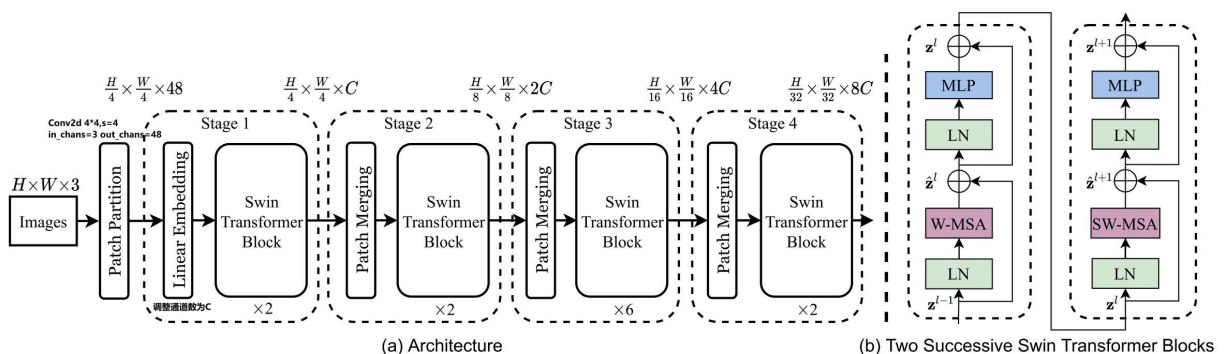 H/4 × W/4 × 48
H/4 × W/4 × C
H/8 × W/8 × 2C
H/16 × W/16 × 4C
H/32 × W/32 × 8C
Conv2d 4*4,s=4
in_chans=3 out_chans=48
Stage 1
Stage 2
Stage 3
Stage 4
H×W×3
Images
Patch Partition
Linear Embedding
Swin
Transformer
Block
Patch Merging
Swin
Transformer
Block
Patch Merging
Swin
Transformer
Block
Patch Merging
Swin
Transformer
Block
调整通道数为C
×2
×2
×6
×2
(a) Architecture
z^l
MLP
LN
ẑ^l
W-MSA
LN
z^{l-1}
z^{l+1}
MLP
LN
ẑ^{l+1}
SW-MSA
LN
z^l
(b) Two Successive Swin Transformer Blocks